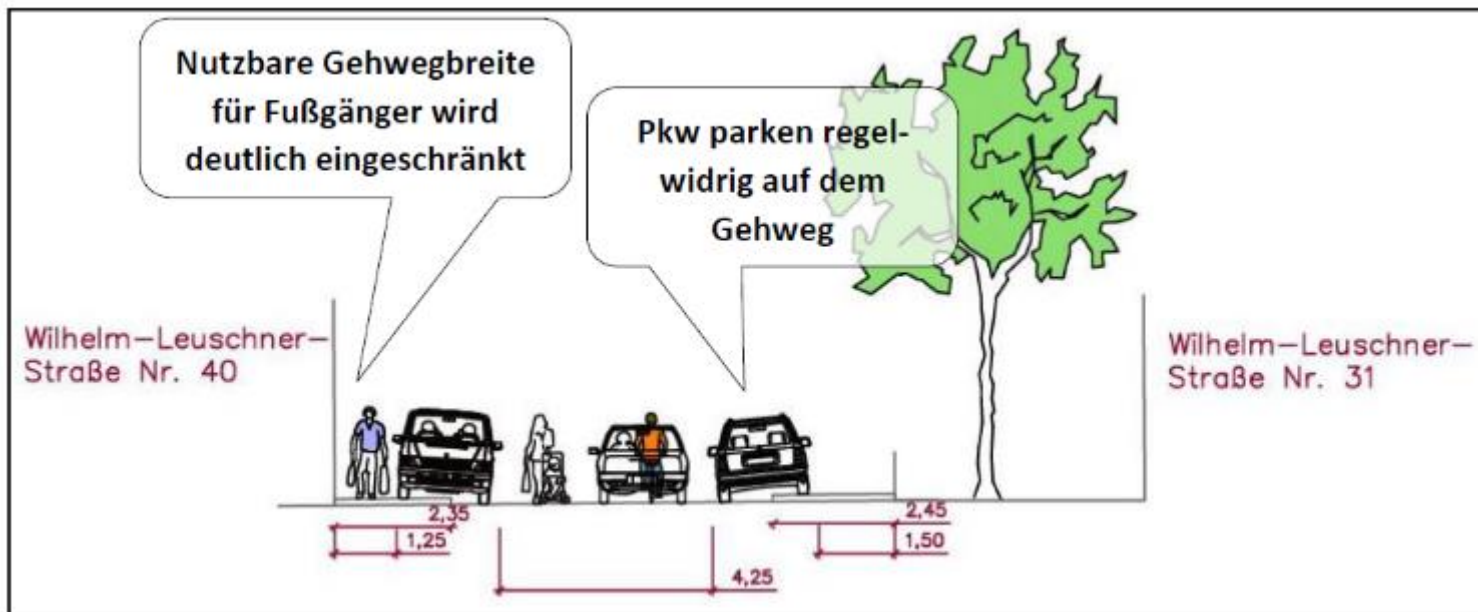 Nutzbare Gehwegbreite
für Fußgänger wird
deutlich eingeschränkt
Pkw parken regel-
widrig auf dem
Gehweg
Wilhelm–Leuschner–
Straße Nr. 40
Wilhelm–Leuschner–
Straße Nr. 31
2,35
1,25
4,25
2,45
1,50